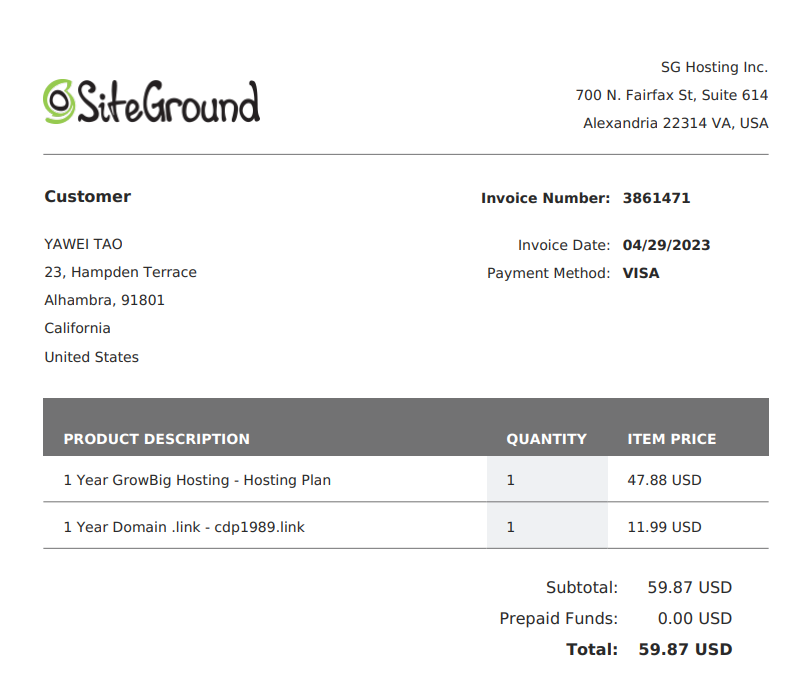 SiteGround
SG Hosting Inc.
700 N. Fairfax St, Suite 614
Alexandria 22314 VA, USA
Customer
YAWEI TAO
23, Hampden Terrace
Alhambra, 91801
California
United States
Invoice Number: 3861471
Invoice Date: 04/29/2023
Payment Method: VISA
PRODUCT DESCRIPTION QUANTITY ITEM PRICE
1 Year GrowBig Hosting - Hosting Plan 1 47.88 USD
1 Year Domain .link - cdp1989.link 1 11.99 USD
Subtotal: 59.87 USD
Prepaid Funds: 0.00 USD
Total: 59.87 USD